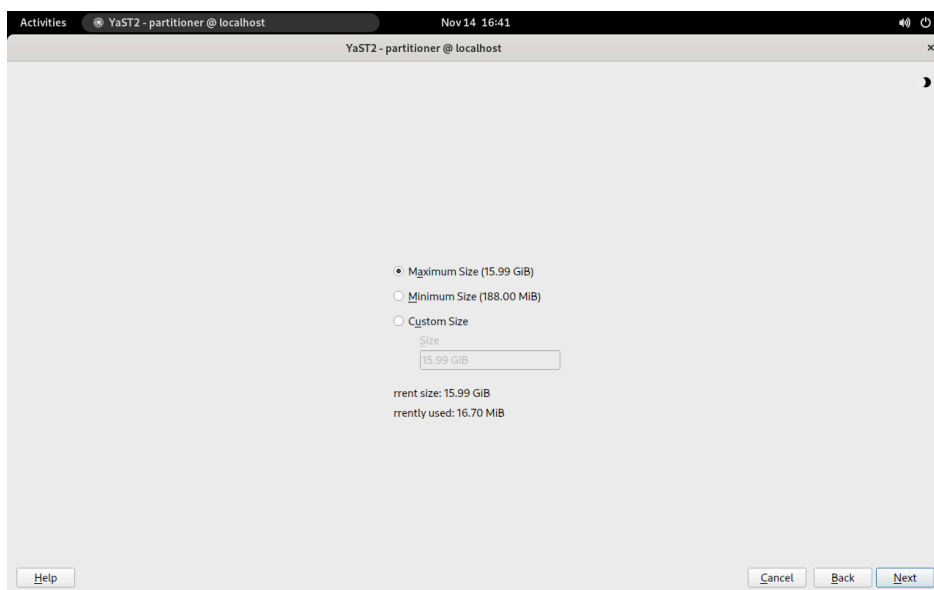 Activities YaST2 - partitioner @ localhost Nov 14 16:41
YaST2 - partitioner @ localhost ×
Maximum Size (15.99 GiB)
Minimum Size (188.00 MiB)
Custom Size
Size
15.99 GiB
rrent size: 15.99 GiB
rrently used: 16.70 MiB
Help Cancel Back Next